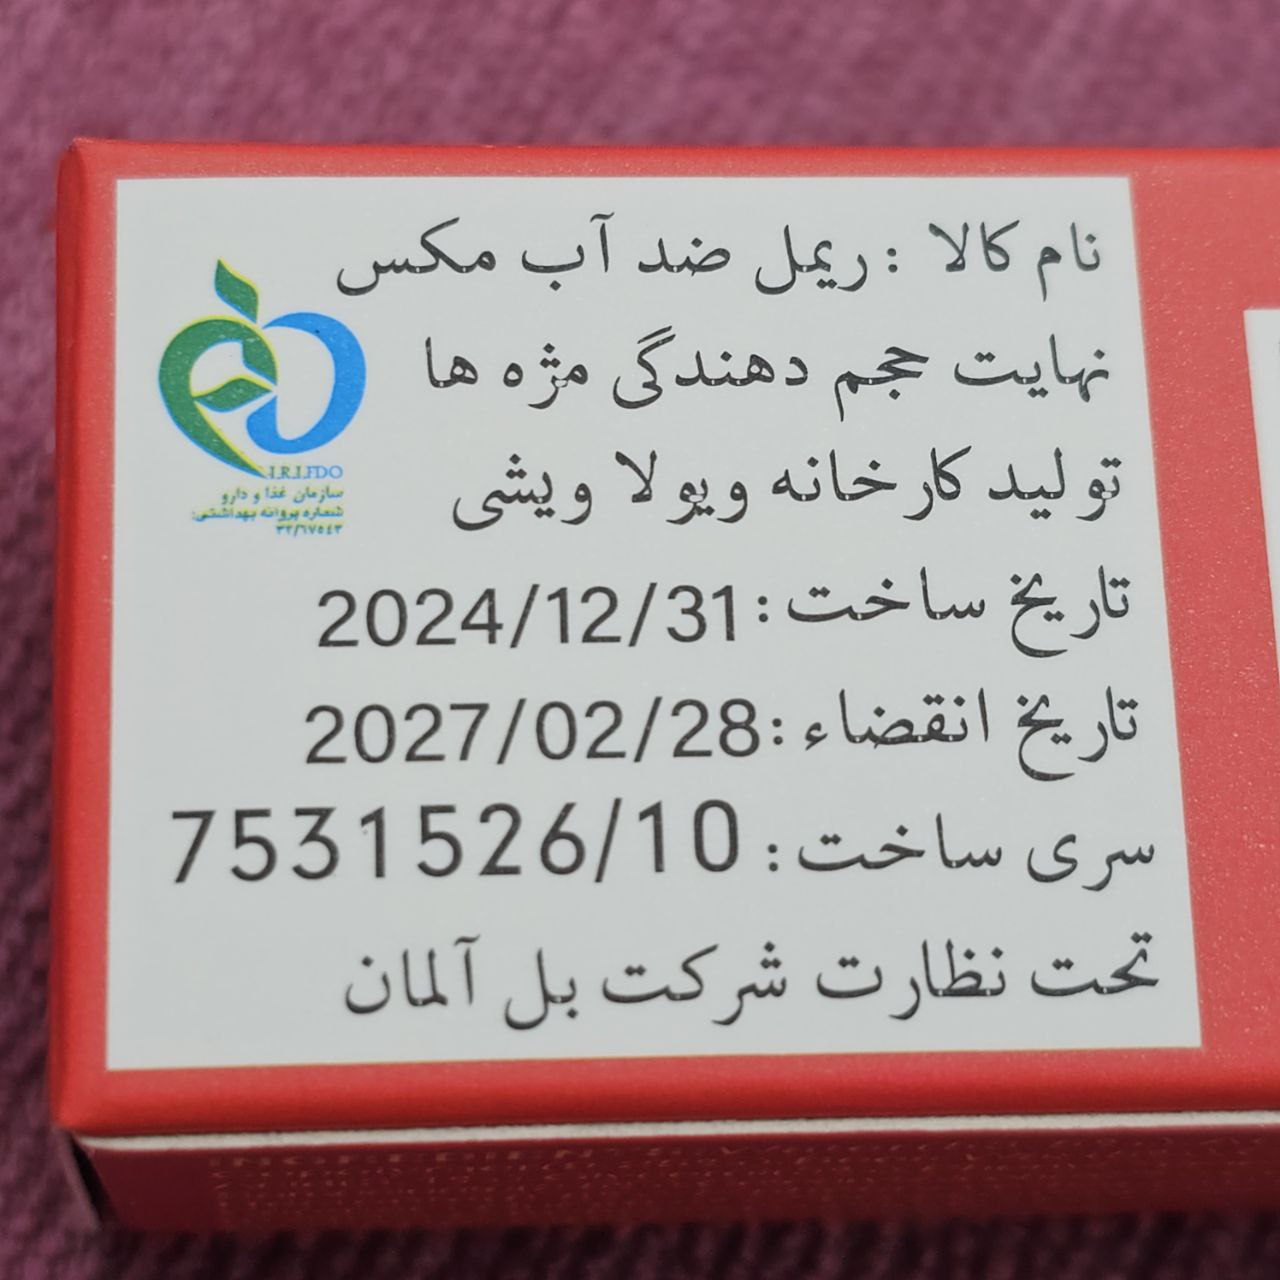 نام کالا : ریمل ضد آب مکس
نهایت حجم دهندگی مژه ها
تولید کارخانه ویولا ویشی
تاریخ ساخت: 2024/12/31
تاریخ انقضاء: 2027/02/28
سری ساخت: 7531526/10
تحت نظارت شرکت بل آلمان
I.R.I.FDO
سازمان غذا و دارو
شماره پروانه بهداشتی:
۳۲/۱۷۵٤۳